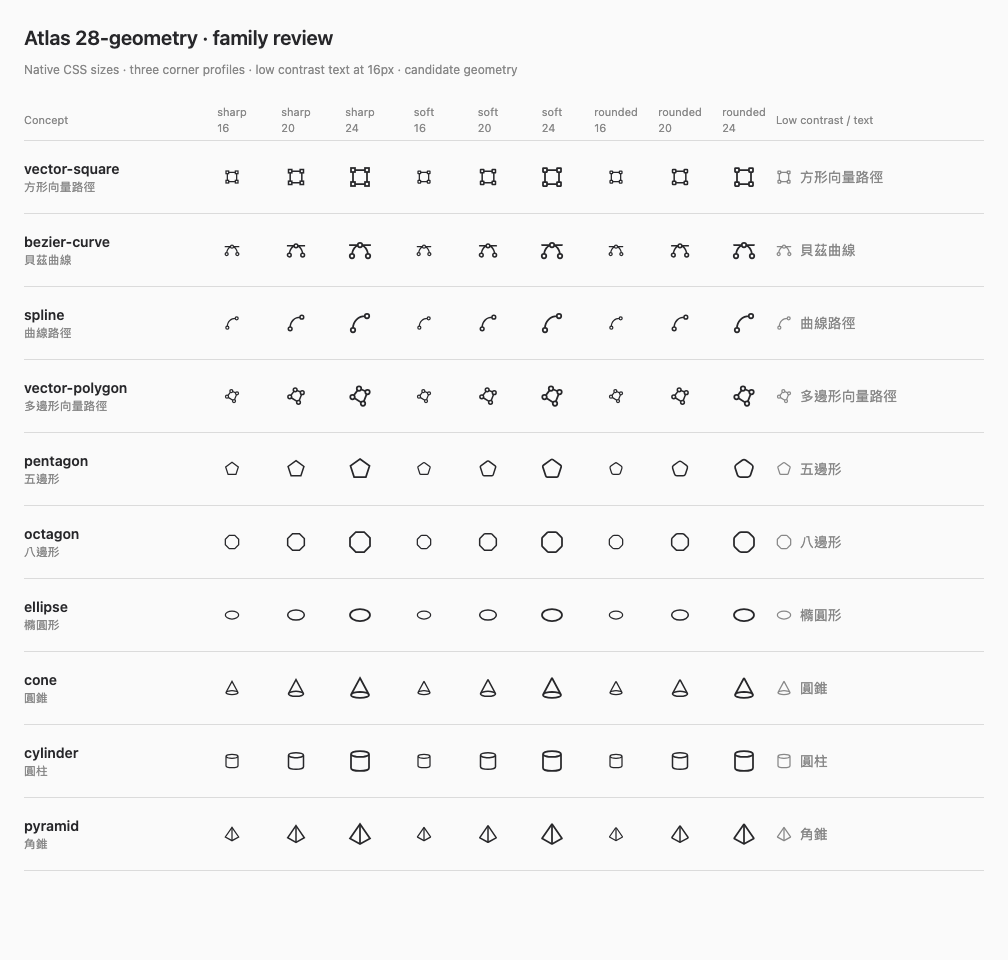 Atlas 28-geometry · family review
Native CSS sizes · three corner profiles · low contrast text at 16px · candidate geometry
Concept sharp 16 sharp 20 sharp 24 soft 16 soft 20 soft 24 rounded 16 rounded 20 rounded 24 Low contrast / text
vector-square
方形向量路徑 方形向量路徑
bezier-curve
貝茲曲線 貝茲曲線
spline
曲線路徑 曲線路徑
vector-polygon
多邊形向量路徑 多邊形向量路徑
pentagon
五邊形 五邊形
octagon
八邊形 八邊形
ellipse
橢圓形 橢圓形
cone
圓錐 圓錐
cylinder
圓柱 圓柱
pyramid
角錐 角錐